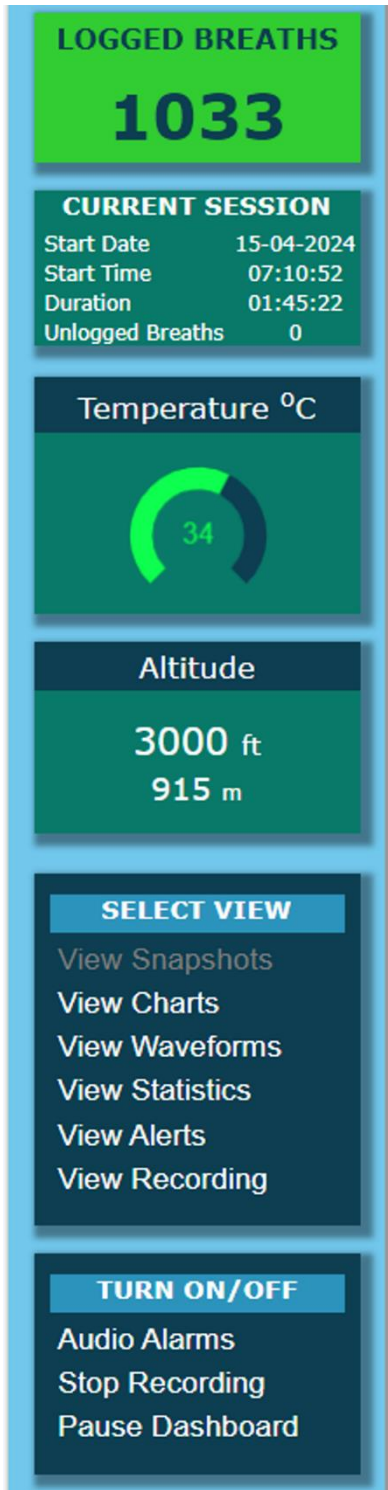 LOGGED BREATHS
1033
CURRENT SESSION
Start Date 15-04-2024
Start Time 07:10:52
Duration 01:45:22
Unlogged Breaths 0
Temperature ⁰C
34
Altitude
3000 ft
915 m
SELECT VIEW
View Snapshots
View Charts
View Waveforms
View Statistics
View Alerts
View Recording
TURN ON/OFF
Audio Alarms
Stop Recording
Pause Dashboard